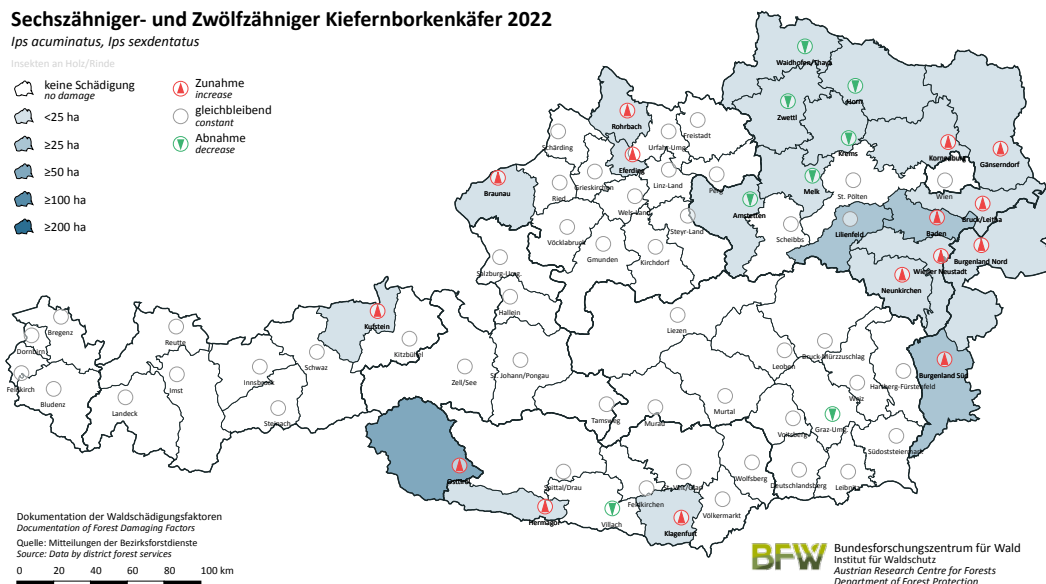 Sechszähniger- und Zwölfzähniger Kiefernborkenkäfer 2022
Ips acuminatus, Ips sexdentatus
Insekten an Holz/Rinde
keine Schädigung
no damage
<25 ha
≥25 ha
≥50 ha
≥100 ha
≥200 ha
Zunahme
increase
gleichbleibend
constant
Abnahme
decrease
Waidhofen/Thaya
Horn
Zwettl
Rohrbach
Freistadt
Schärding
Urfahr-Umg.
Krems
Korneuburg
Gänserndorf
Eferding
Grieskirchen
Linz-Land
Perg
Melk
St. Pölten
Wien
Braunau
Ried
Wels-Land
Amstetten
Steyr-Land
Scheibbs
Lilienfeld
Baden
Bruck/Leitha
Vöcklabruck
Gmunden
Kirchdorf
Burgenland Nord
Wiener Neustadt
Salzburg-Umg.
Neunkirchen
Hallein
Liezen
Kufstein
Kitzbühel
Bregenz
Dornbirn
Reutte
Schwaz
Bruck-Mürzzuschlag
Leoben
Zell/See
St. Johann/Pongau
Burgenland Süd
Feldkirch
Bludenz
Imst
Landeck
Innsbruck
Steinach
Hartberg-Fürstenfeld
Weiz
Tamsweg
Murau
Murtal
Voitsberg
Graz-Umg.
Südoststeiermark
Osttirol
Spittal/Drau
Feldkirchen
St. Veit/Glan
Wolfsberg
Deutschlandsberg
Leibnitz
Hermagor
Villach
Klagenfurt
Völkermarkt
Dokumentation der Waldschädigungsfaktoren
Documentation of Forest Damaging Factors
Quelle: Mitteilungen der Bezirksforstdienste
Source: Data by district forest services
0 20 40 60 80 100 km
BFW
Bundesforschungszentrum für Wald
Institut für Waldschutz
Austrian Research Centre for Forests
Department of Forest Protection